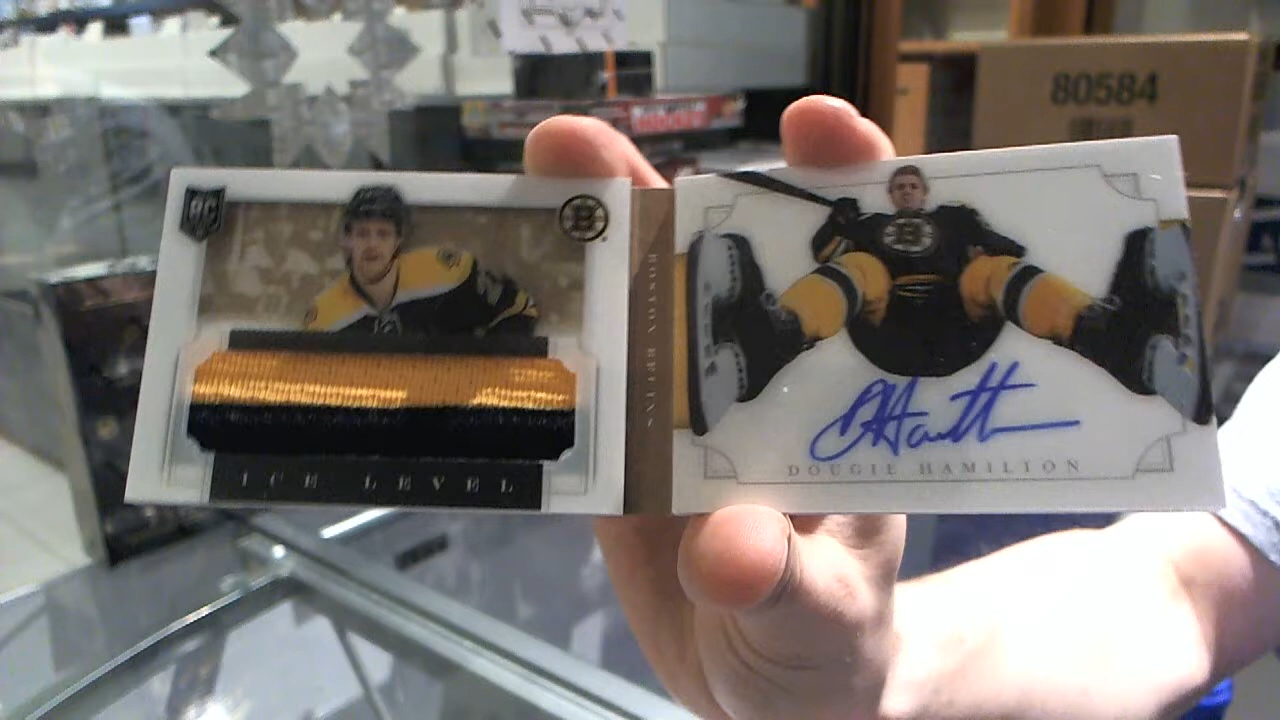 80584
RC
B
BOSTON BRUINS
B
ICE LEVEL
DOUGIE HAMILTON